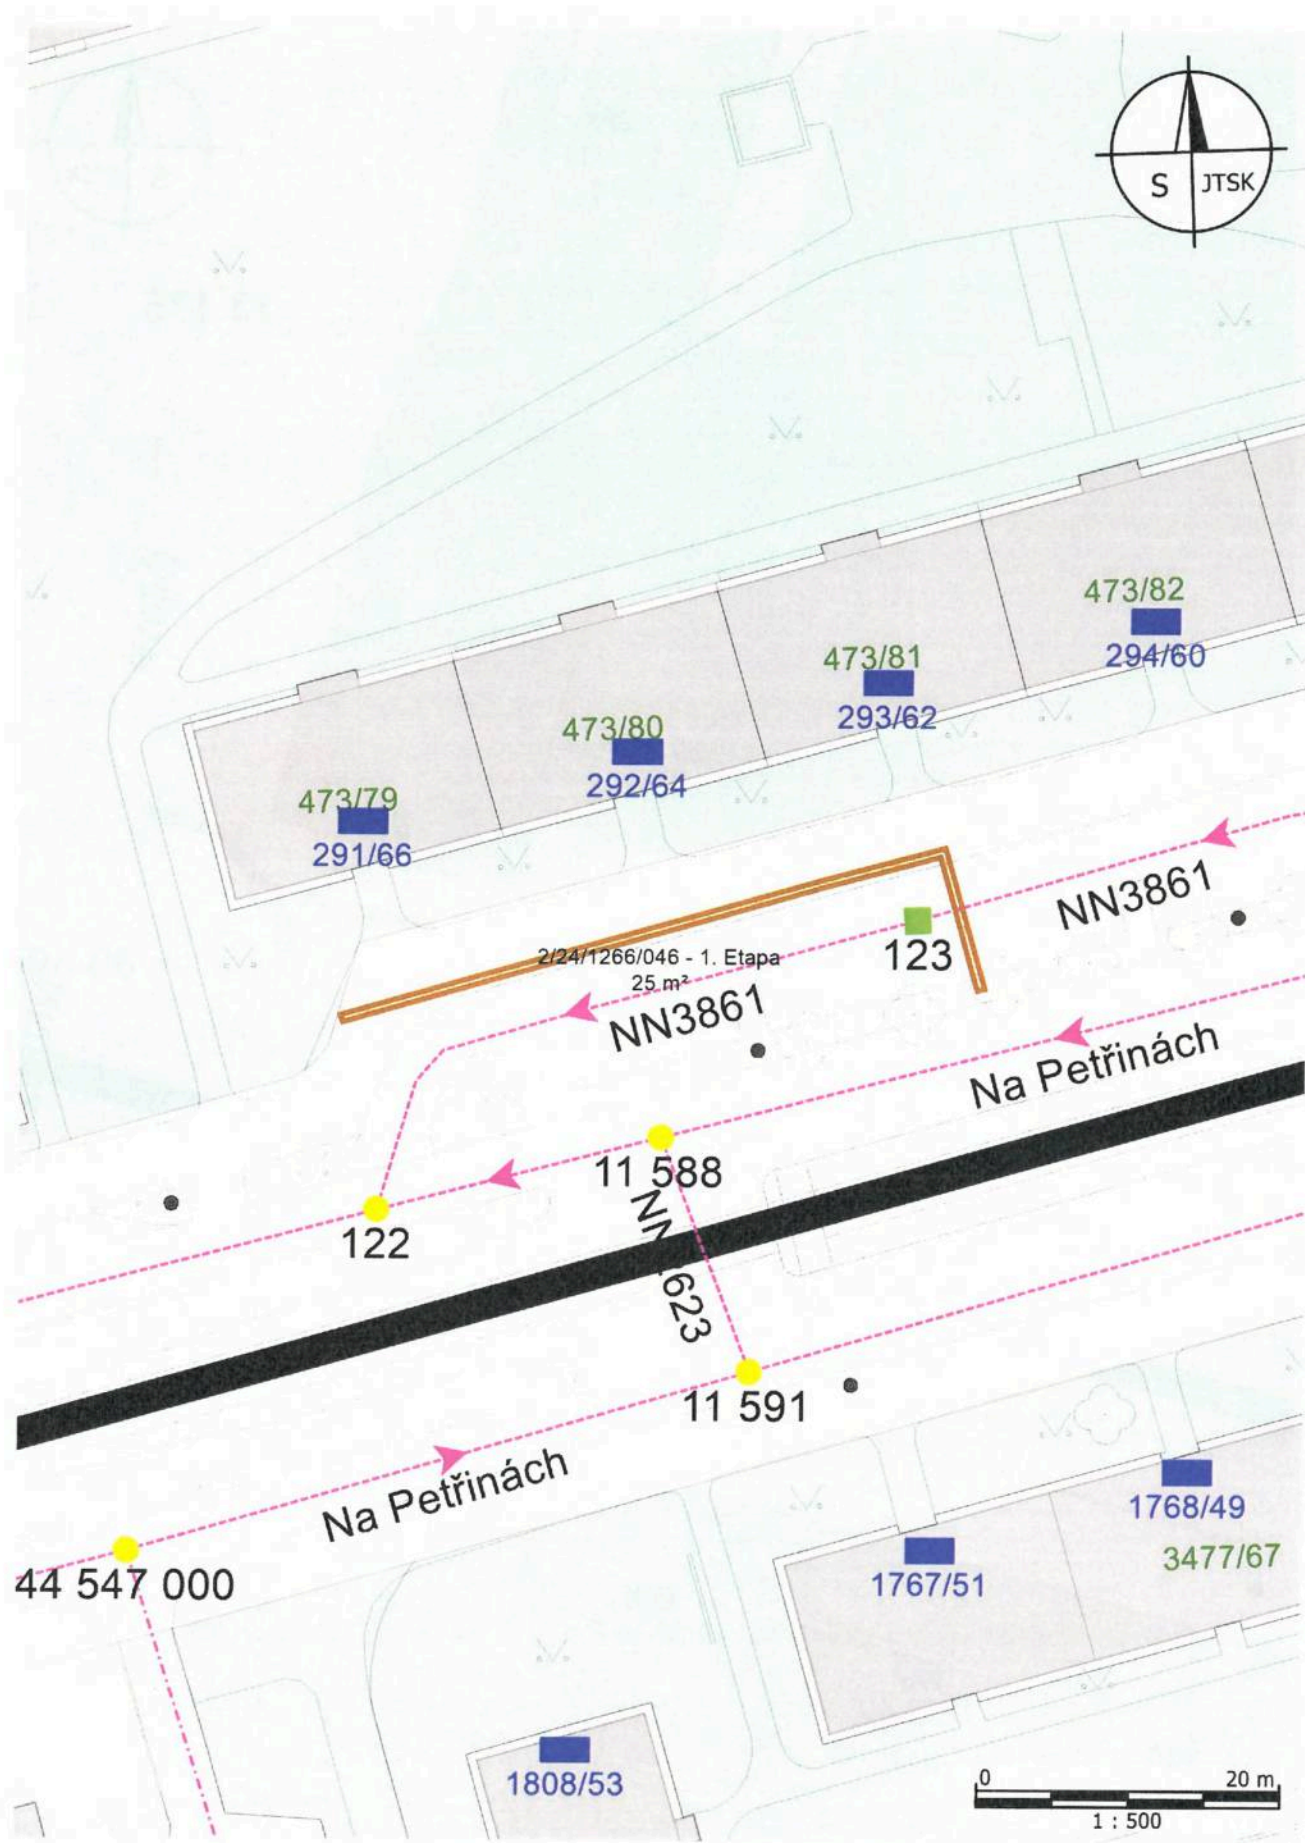 S JTSK
473/82
294/60
473/81
293/62
473/80
292/64
473/79
291/66
NN3861
123
2/24/1266/046 - 1. Etapa
25 m²
NN3861
Na Petřinách
11 588
122
11 591
Na Petřinách
44 547 000
1768/49
3477/67
1767/51
1808/53
0 20 m
1 : 500